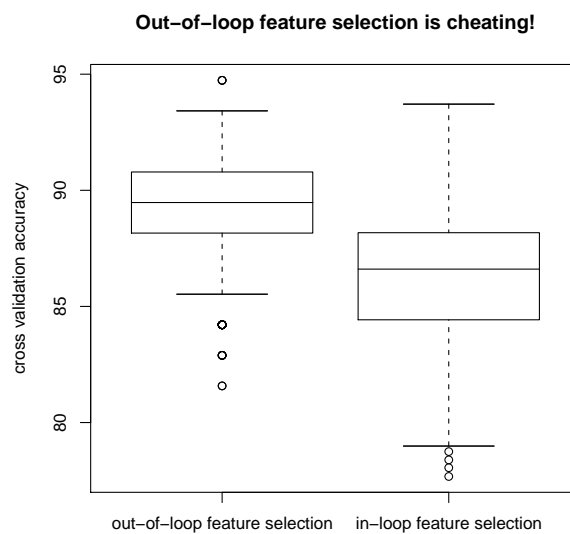 Out-of-loop feature selection is cheating!
cross validation accuracy
95
90
85
80
out-of-loop feature selection
in-loop feature selection